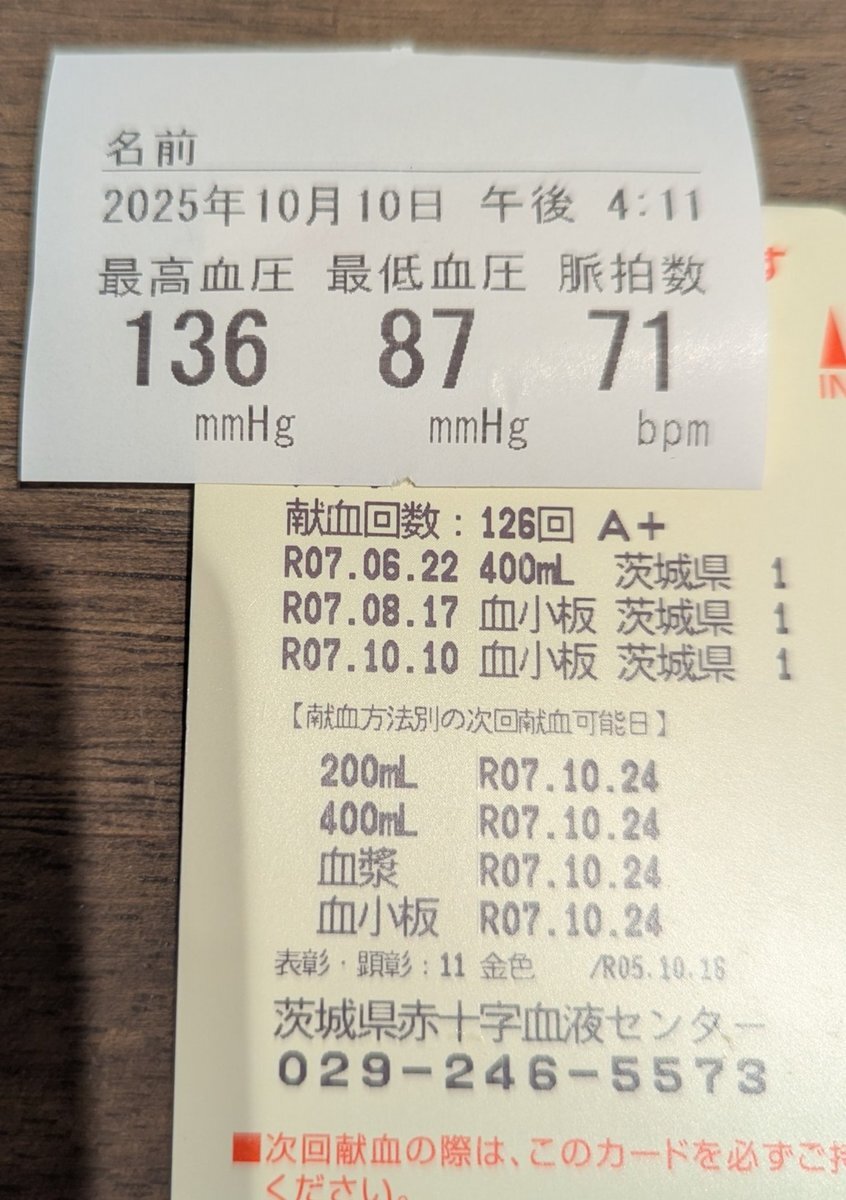 名前
2025年10月10日 午後 4:11
最高血圧 最低血圧 脈拍数
136 87 71
mmHg mmHg bpm
す
IN
献血回数：126回 A+
R07.06.22 400mL 茨城県 1
R07.08.17 血小板 茨城県 1
R07.10.10 血小板 茨城県 1
【献血方法別の次回献血可能日】
200mL R07.10.24
400mL R07.10.24
血漿 R07.10.24
血小板 R07.10.24
表彰・顕彰：11 金色 /R05.10.16
茨城県赤十字血液センター
029-246-5573
■次回献血の際は、このカードを必ずご持
ください。